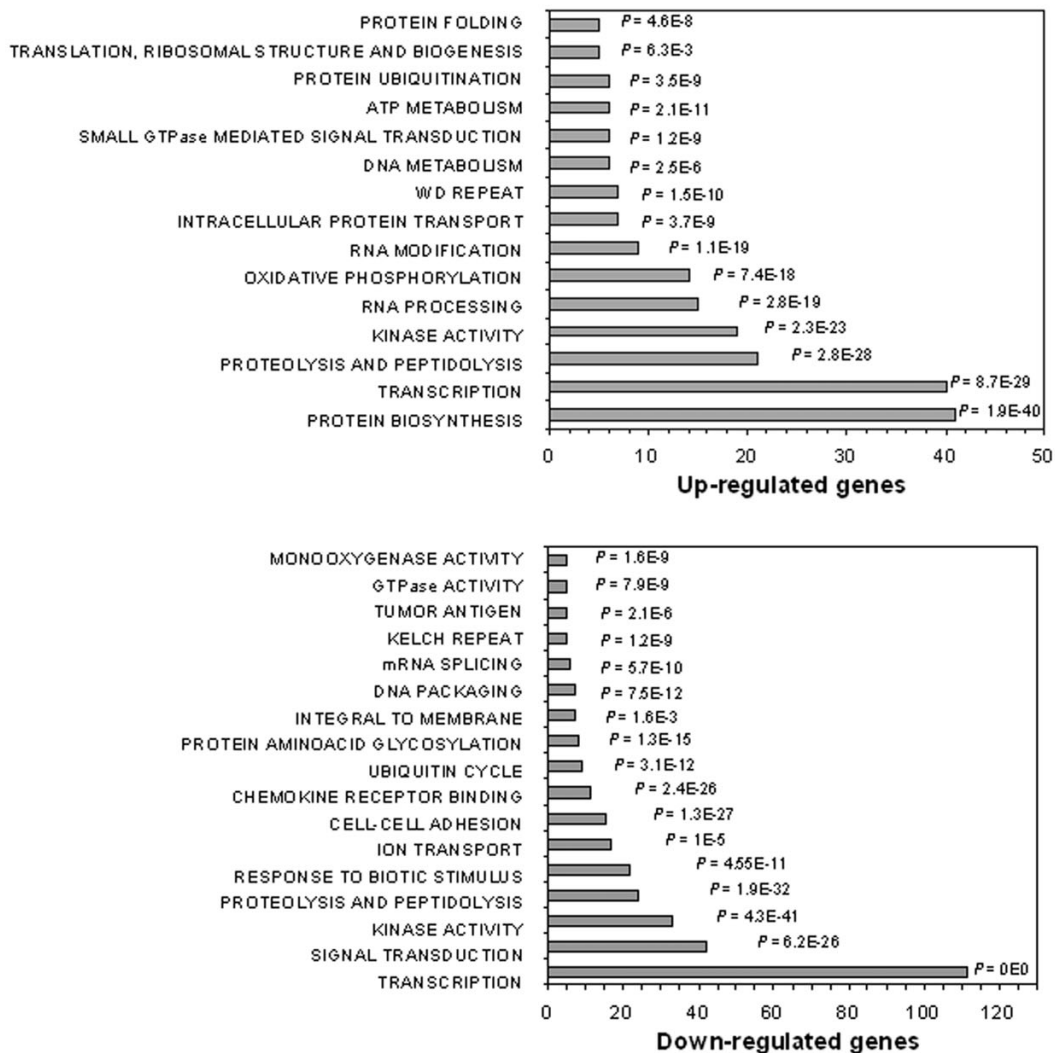 PROTEIN FOLDING P = 4.6E-8
TRANSLATION, RIBOSOMAL STRUCTURE AND BIOGENESIS P = 6.3E-3
PROTEIN UBIQUITINATION P = 3.5E-9
ATP METABOLISM P = 2.1E-11
SMALL GTPase MEDIATED SIGNAL TRANSDUCTION P = 1.2E-9
DNA METABOLISM P = 2.5E-6
WD REPEAT P = 1.5E-10
INTRACELLULAR PROTEIN TRANSPORT P = 3.7E-9
RNA MODIFICATION P = 1.1E-19
OXIDATIVE PHOSPHORYLATION P = 7.4E-18
RNA PROCESSING P = 2.8E-19
KINASE ACTIVITY P = 2.3E-23
PROTEOLYSIS AND PEPTIDOLYSIS P = 2.8E-28
TRANSCRIPTION P = 8.7E-29
PROTEIN BIOSYNTHESIS P = 1.9E-40
0 10 20 30 40 50
Up-regulated genes
MONOOXYGENASE ACTIVITY P = 1.6E-9
GTPase ACTIVITY P = 7.9E-9
TUMOR ANTIGEN P = 2.1E-6
KELCH REPEAT P = 1.2E-9
mRNA SPLICING P = 5.7E-10
DNA PACKAGING P = 7.5E-12
INTEGRAL TO MEMBRANE P = 1.6E-3
PROTEIN AMINOACID GLYCOSYLATION P = 1.3E-15
UBIQUITIN CYCLE P = 3.1E-12
CHEMOKINE RECEPTOR BINDING P = 2.4E-26
CELL-CELL ADHESION P = 1.3E-27
ION TRANSPORT P = 1E-5
RESPONSE TO BIOTIC STIMULUS P = 4.55E-11
PROTEOLYSIS AND PEPTIDOLYSIS P = 1.9E-32
KINASE ACTIVITY P = 4.3E-41
SIGNAL TRANSDUCTION P = 6.2E-26
TRANSCRIPTION P = 0E0
0 20 40 60 80 100 120
Down-regulated genes